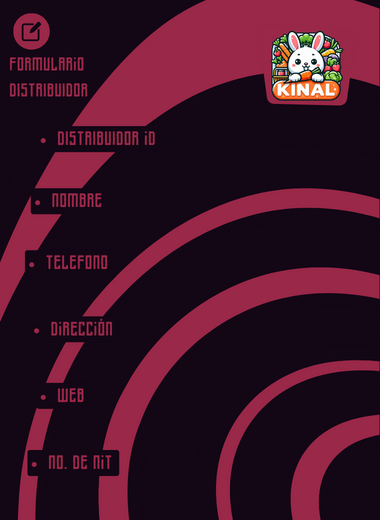 FORMULARiO
DISTRIBUIDOR
KINAL
DISTRIBUIDOR iD
NOMBRE
TELEFONO
DiRECCIÓN
WEB
NO. DE NiT